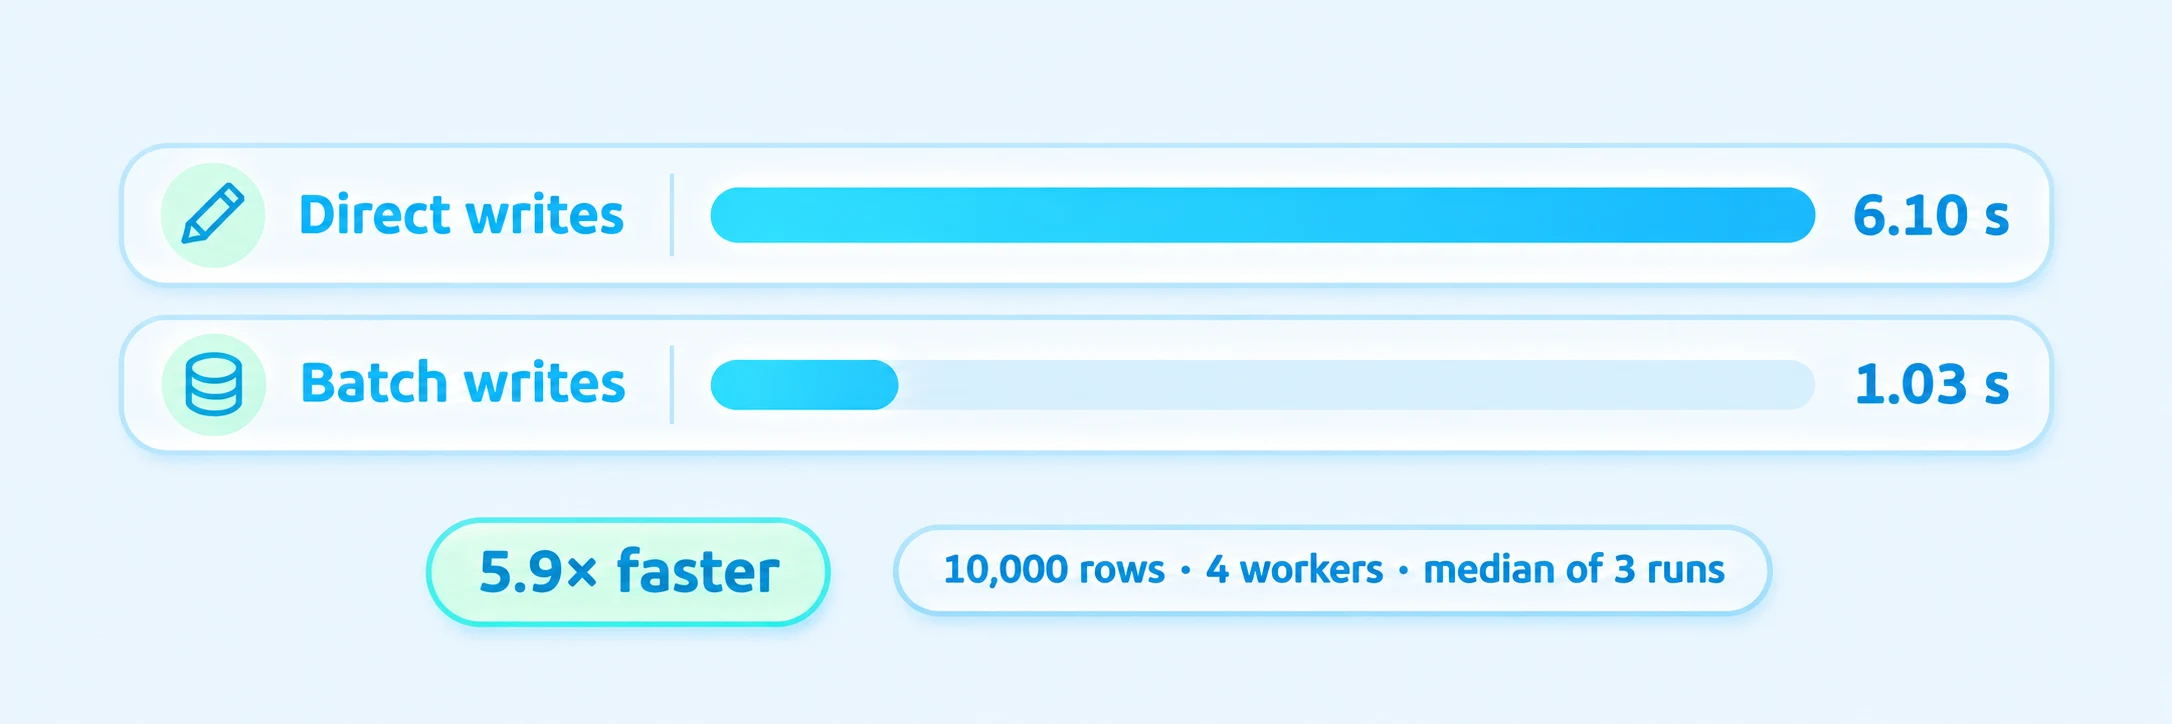 Direct writes 6.10 s
Batch writes 1.03 s
5.9× faster
10,000 rows • 4 workers • median of 3 runs